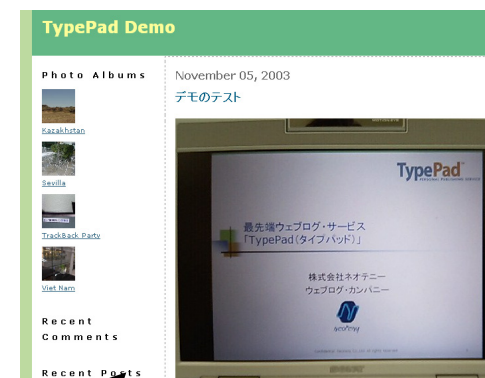 TypePad Demo
Photo Albums
Kazakhstan
Sevilla
TrackBack Party
Viet Nam
Recent
Comments
Recent Posts
November 05, 2003
デモのテスト
TypePad
最先端ウェブログ・サービス
「TypePad(タイプパッド)」
株式会社ネオテニー
ウェブログ・カンパニー
neoteny